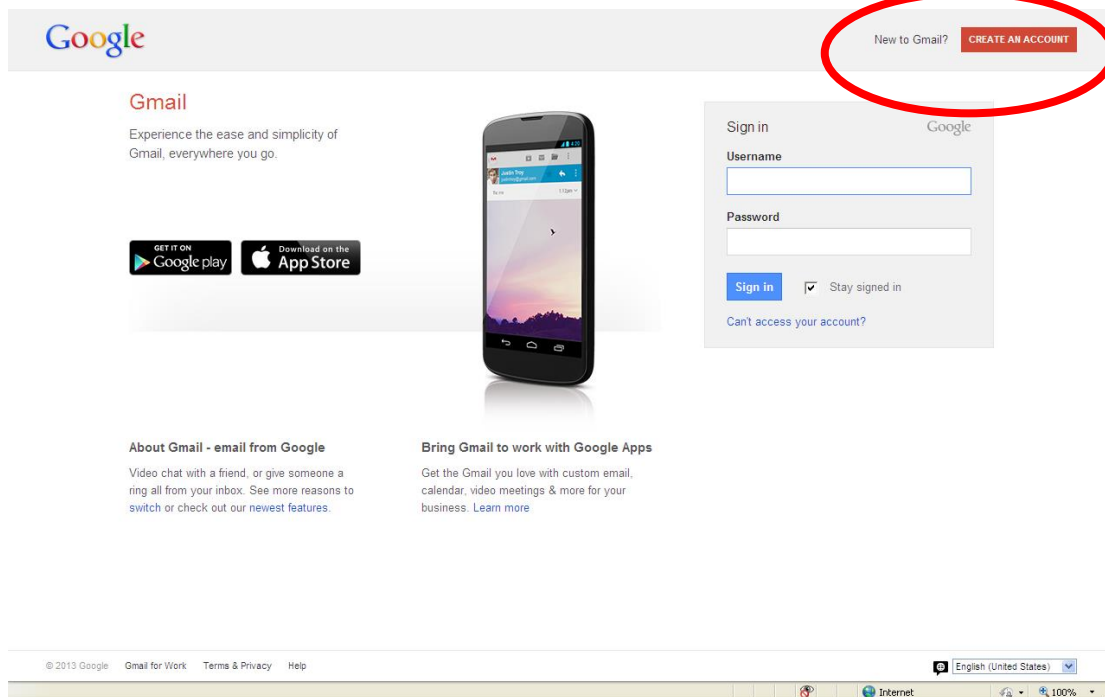 Google
New to Gmail? CREATE AN ACCOUNT
Gmail
Experience the ease and simplicity of
Gmail, everywhere you go.
GET IT ON
Google play
Download on the
App Store
4:20
Justin Troy
Sign in Google
Username
Password
Sign in Stay signed in
Can't access your account?
About Gmail - email from Google
Video chat with a friend, or give someone a
ring all from your inbox. See more reasons to
switch or check out our newest features.
Bring Gmail to work with Google Apps
Get the Gmail you love with custom email,
calendar, video meetings & more for your
business. Learn more
© 2013 Google Gmail for Work Terms & Privacy Help
English (United States)
Internet 100%